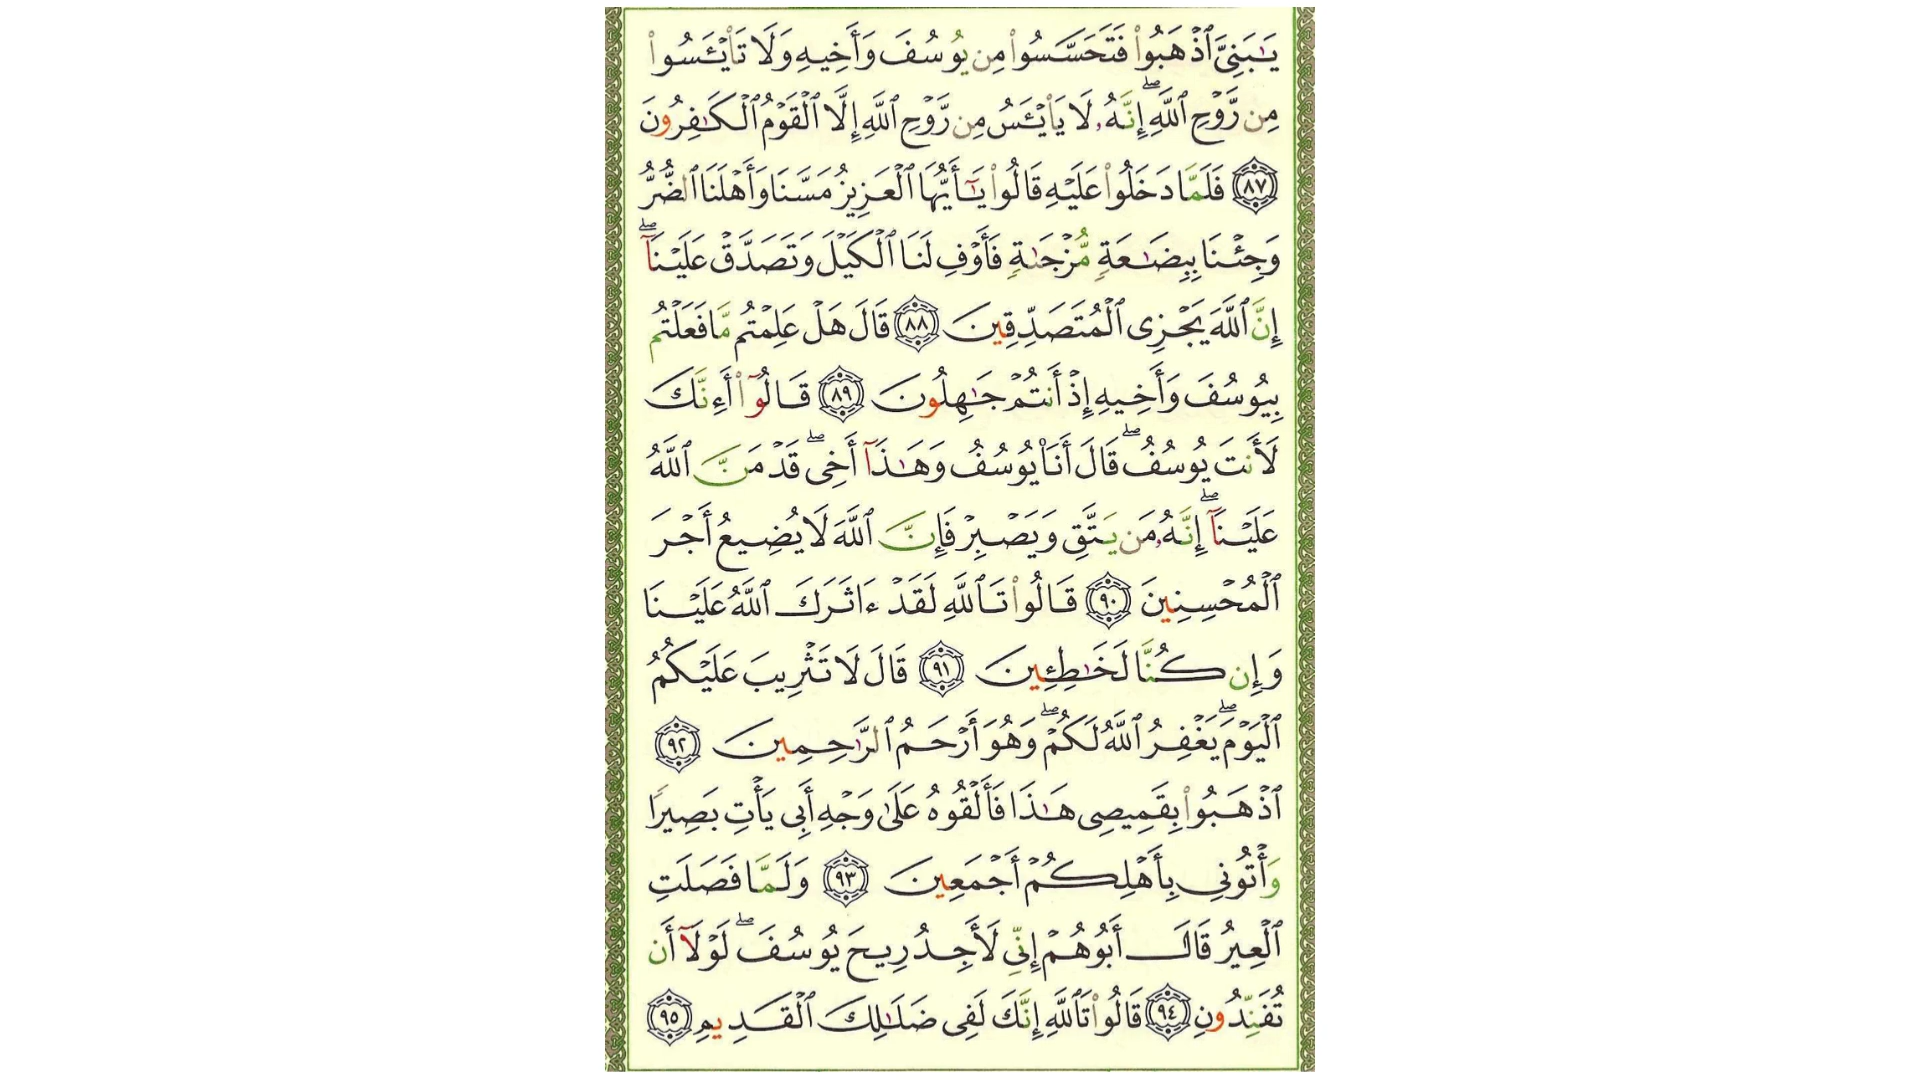 يَـٰبَنِىَّ ٱذْهَبُوا۟ فَتَحَسَّسُوا۟ مِن يُوسُفَ وَأَخِيهِ وَلَا تَا۟يْـَٔسُوا۟
مِن رَّوْحِ ٱللَّهِ ۖ إِنَّهُۥ لَا يَا۟يْـَٔسُ مِن رَّوْحِ ٱللَّهِ إِلَّا ٱلْقَوْمُ ٱلْكَـٰفِرُونَ
٨٧ فَلَمَّا دَخَلُوا۟ عَلَيْهِ قَالُوا۟ يَـٰٓأَيُّهَا ٱلْعَزِيزُ مَسَّنَا وَأَهْلَنَا ٱلضُّرُّ
وَجِئْنَا بِبِضَـٰعَةٍ مُّزْجَىٰةٍ فَأَوْفِ لَنَا ٱلْكَيْلَ وَتَصَدَّقْ عَلَيْنَآ ۖ
إِنَّ ٱللَّهَ يَجْزِى ٱلْمُتَصَدِّقِينَ ٨٨ قَالَ هَلْ عَلِمْتُم مَّا فَعَلْتُم
بِيُوسُفَ وَأَخِيهِ إِذْ أَنتُمْ جَـٰهِلُونَ ٨٩ قَالُوٓا۟ أَءِنَّكَ
لَأَنتَ يُوسُفُ ۖ قَالَ أَنَا۠ يُوسُفُ وَهَـٰذَآ أَخِى ۖ قَدْ مَنَّ ٱللَّهُ
عَلَيْنَآ ۖ إِنَّهُۥ مَن يَتَّقِ وَيَصْبِرْ فَإِنَّ ٱللَّهَ لَا يُضِيعُ أَجْرَ
ٱلْمُحْسِنِينَ ٩٠ قَالُوا۟ تَٱللَّهِ لَقَدْ ءَاثَرَكَ ٱللَّهُ عَلَيْنَا
وَإِن كُنَّا لَخَـٰطِـِٔينَ ٩١ قَالَ لَا تَثْرِيبَ عَلَيْكُمُ
ٱلْيَوْمَ ۖ يَغْفِرُ ٱللَّهُ لَكُمْ ۖ وَهُوَ أَرْحَمُ ٱلرَّٰحِمِينَ ٩٢
ٱذْهَبُوا۟ بِقَمِيصِى هَـٰذَا فَأَلْقُوهُ عَلَىٰ وَجْهِ أَبِى يَأْتِ بَصِيرًا
وَأْتُونِى بِأَهْلِكُمْ أَجْمَعِينَ ٩٣ وَلَمَّا فَصَلَتِ
ٱلْعِيرُ قَالَ أَبُوهُمْ إِنِّى لَأَجِدُ رِيحَ يُوسُفَ ۖ لَوْلَآ أَن
تُفَنِّدُونِ ٩٤ قَالُوا۟ تَٱللَّهِ إِنَّكَ لَفِى ضَلَـٰلِكَ ٱلْقَدِيمِ ٩٥